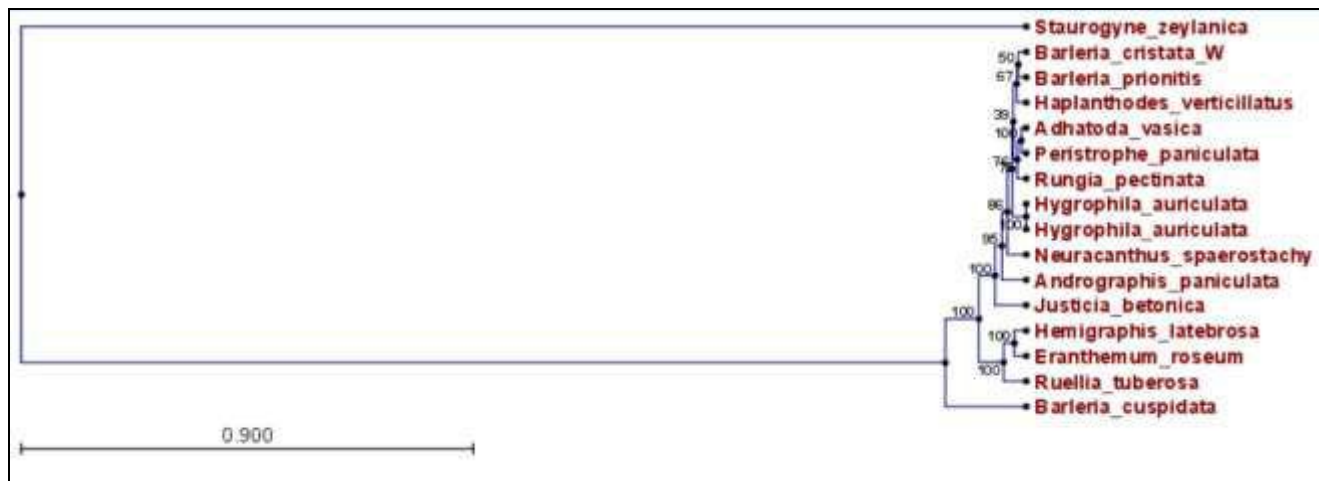 Staurogyne_zeylanica
Barleria_cristata_W
50
Barleria_prionitis
67
Haplanthodes_verticillatus
39
Adhatoda_vasica
100
Peristrophe_paniculata
Rungia_pectinata
Hygrophila_auriculata
86
100
Hygrophila_auriculata
95
Neuracanthus_spaerostachy
100
Andrographis_paniculata
Justicia_betonica
100
Hemigraphis_latebrosa
100
Eranthemum_roseum
100
Ruellia_tuberosa
Barleria_cuspidata
0.900